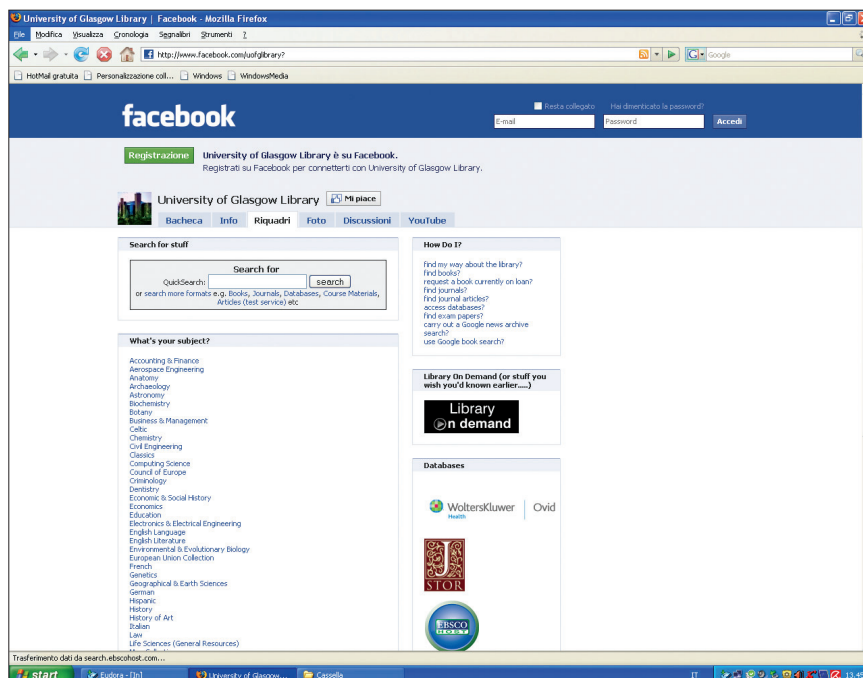 University of Glasgow Library | Facebook - Mozilla Firefox
File Modifica Visualizza Cronologia Segnalibri Strumenti ?
http://www.facebook.com/uofglibrary?
Google
HotMail gratuita Personalizzazione coll... Windows WindowsMedia
facebook
Resta collegato Hai dimenticato la password?
E-mail Password Accedi
Registrazione University of Glasgow Library è su Facebook.
Registrati su Facebook per connetterti con University of Glasgow Library.
University of Glasgow Library Mi piace
Bacheca Info Riquadri Foto Discussioni YouTube
Search for stuff
Search for
QuickSearch: search
or search more formats e.g. Books, Journals, Databases, Course Materials,
Articles (test service) etc
What's your subject?
Accounting & Finance
Aerospace Engineering
Anatomy
Archaeology
Astronomy
Biochemistry
Botany
Business & Management
Celtic
Chemistry
Civil Engineering
Classics
Computing Science
Council of Europe
Criminology
Dentistry
Economic & Social History
Economics
Education
Electronics & Electrical Engineering
English Language
English Literature
Environmental & Evolutionary Biology
European Union Collection
French
Genetics
Geographical & Earth Sciences
German
Hispanic
History
History of Art
Italian
Law
Life Sciences (General Resources)
How Do I?
find my way about the library?
find books?
request a book currently on loan?
find journals?
find journal articles?
access databases?
find exam papers?
carry out a Google news archive
search?
use Google book search?
Library On Demand (or stuff you
wish you'd known earlier.....)
Library
On demand
Databases
WoltersKluwer Ovid
Health
J
STOR
EBSCO
HOST
Trasferimento dati da search.ebscohost.com...
start Eudora - [In] University of Glasgow... Cassella IT 13.45